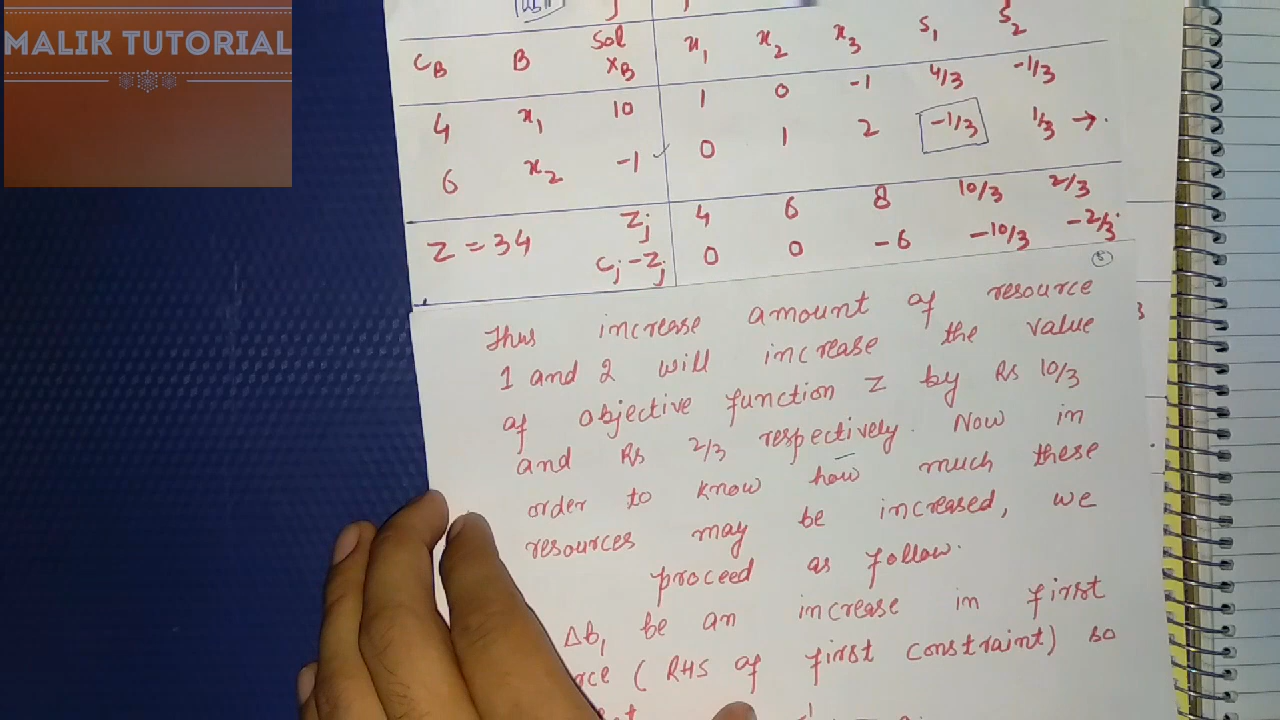 MALIK TUTORIAL
CB B Sol xB x1 x2 x3 S1 S2
4 x1 10 1 0 -1 4/3 -1/3
6 x2 -1 ✓ 0 1 2 -1/3 1/3 →
Z = 34 Zj 4 6 8 10/3 2/3
Cj-Zj 0 0 -6 -10/3 -2/3
5
Thus increase amount of resource
1 and 2 will increase the value
of objective function Z by Rs 10/3
and Rs 2/3 respectively. Now in
order to know how much these
resources may be increased, we
proceed as follow.
Δb1 be an increase in first
rce (RHS of first constraint) so
3